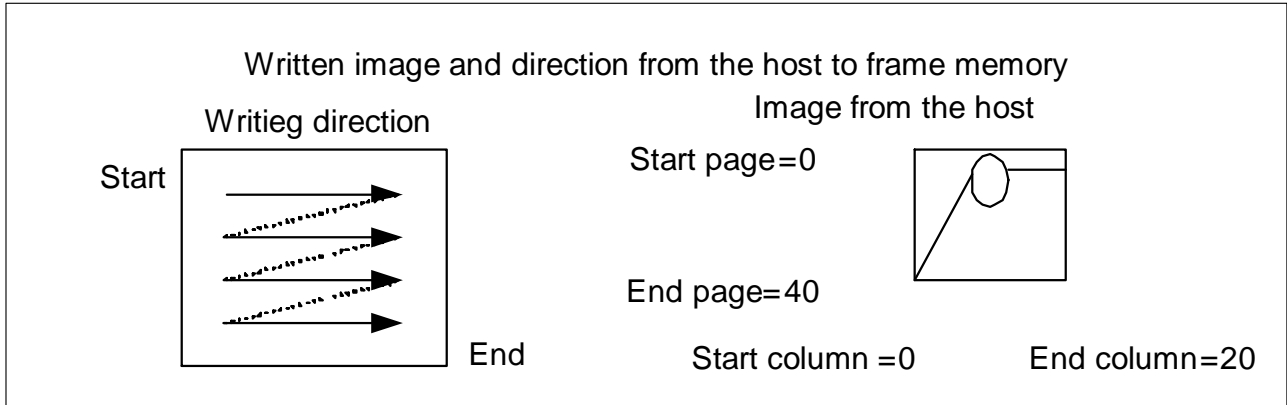 Written image and direction from the host to frame memory
Image from the host
Writieg direction
Start page=0
Start
End page=40
End
Start column =0
End column=20